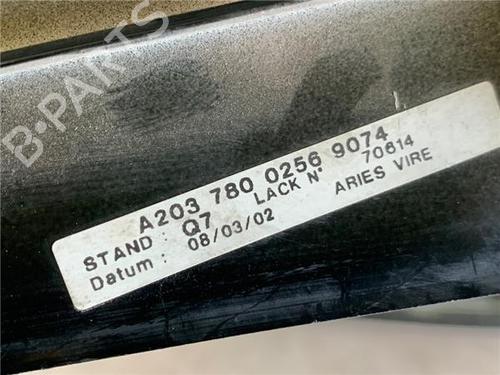 B-PARTS
A203 780 0256 9074
STAND : Q7 LACK N° 70614
Datum : 08/03/02 ARIES VIRE